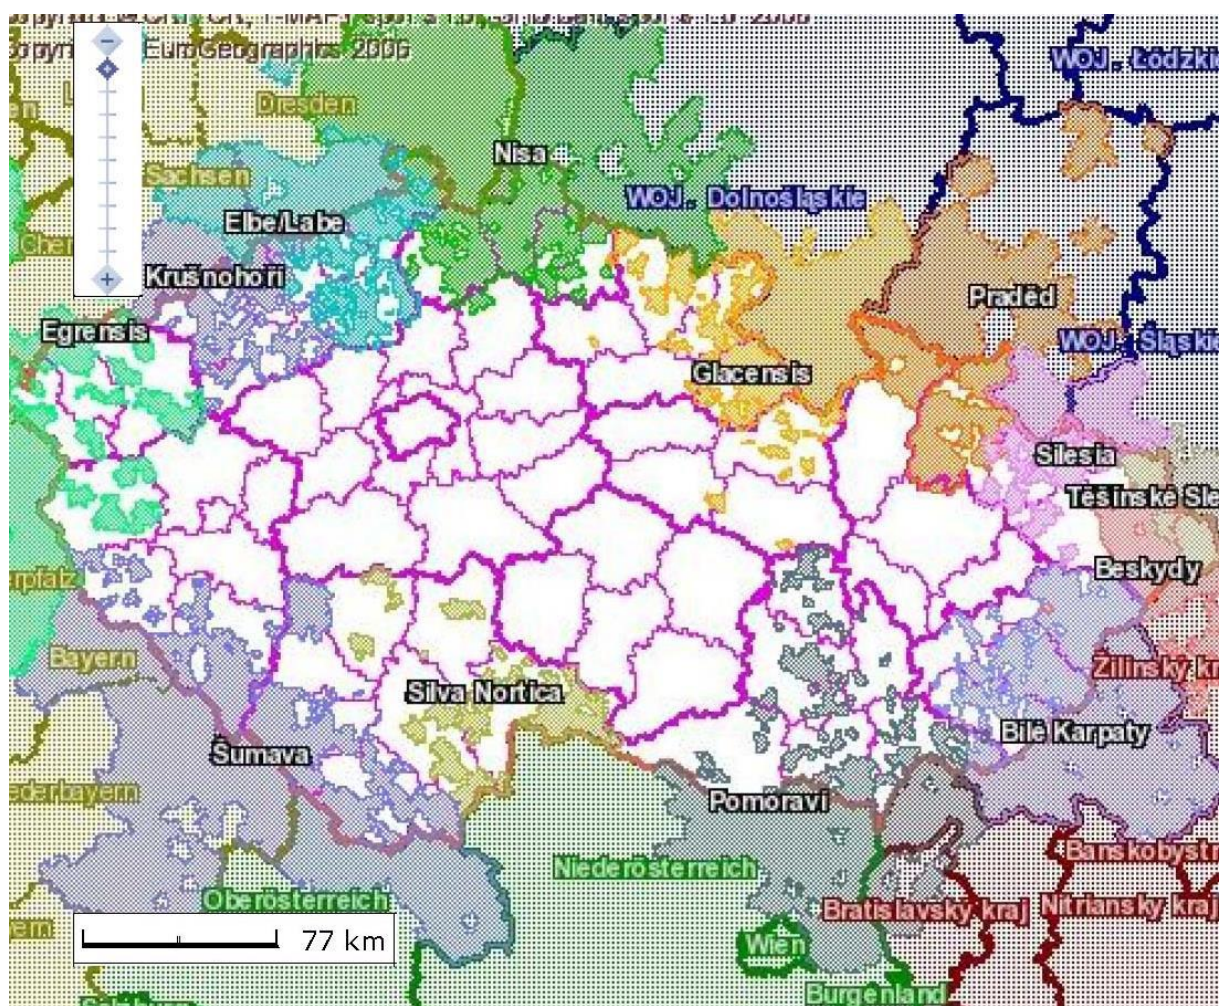 EuroGeographics 2006
WOJ. Łódzkie
Dresden
Nisa
Sachsen
WOJ. Dolnośląskie
Elbe/Labe
Krušnohoří
Praděd
Egrensis
WOJ. Śląskie
Glacensis
Silesia
Těšínské Sle
Beskydy
erpfalz
Bayern
Žilinský kr
Silva Nortica
Bílé Karpaty
Šumava
ederbayern
Pomoraví
Niederösterreich
Banskobystr
Oberösterreich
Bratislavský kraj
Nitriansky kraj
77 km
Wien
Burgenland